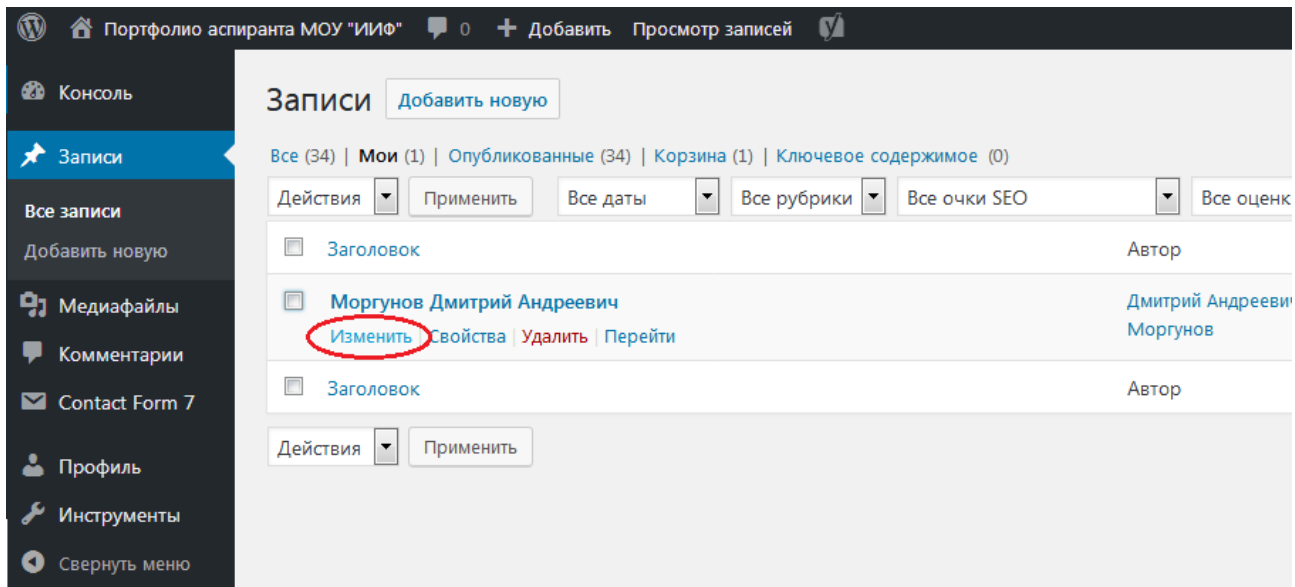 Портфолио аспиранта МОУ "ИИФ" 0 Добавить Просмотр записей
Консоль
Записи
Все записи
Добавить новую
Медиафайлы
Комментарии
Contact Form 7
Профиль
Инструменты
Свернуть меню
Записи Добавить новую
Все (34) | Мои (1) | Опубликованные (34) | Корзина (1) | Ключевое содержимое (0)
Действия Применить Все даты Все рубрики Все очки SEO Все оценк
Заголовок Автор
Моргунов Дмитрий Андреевич Дмитрий Андреевич
Изменить | Свойства | Удалить | Перейти Моргунов
Заголовок Автор
Действия Применить